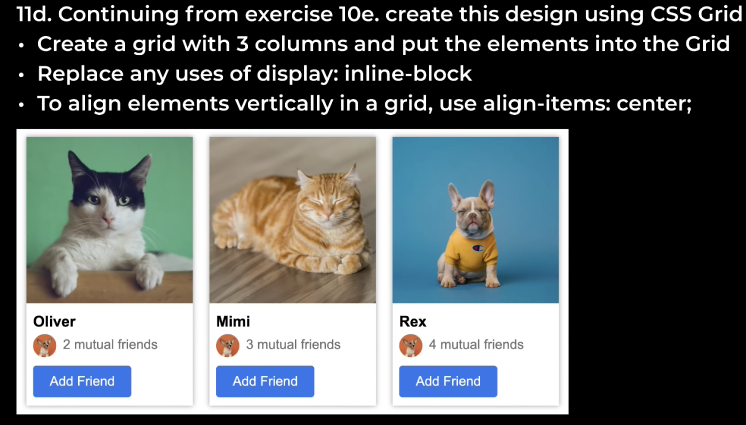 11d. Continuing from exercise 10e. create this design using CSS Grid
• Create a grid with 3 columns and put the elements into the Grid
• Replace any uses of display: inline-block
• To align elements vertically in a grid, use align-items: center;
Oliver
2 mutual friends
Add Friend
Mimi
3 mutual friends
Add Friend
Rex
4 mutual friends
Add Friend